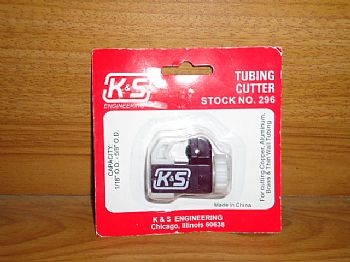 K&S
ENGINEERING
TUBING
CUTTER
STOCK NO. 296
CAPACITY
1/16" O.D. - 5/8" O.D.
K&S
For cutting Copper, Aluminum,
Brass & Thin Wall Tubing
Made in China
K & S ENGINEERING
Chicago, Illinois 60638